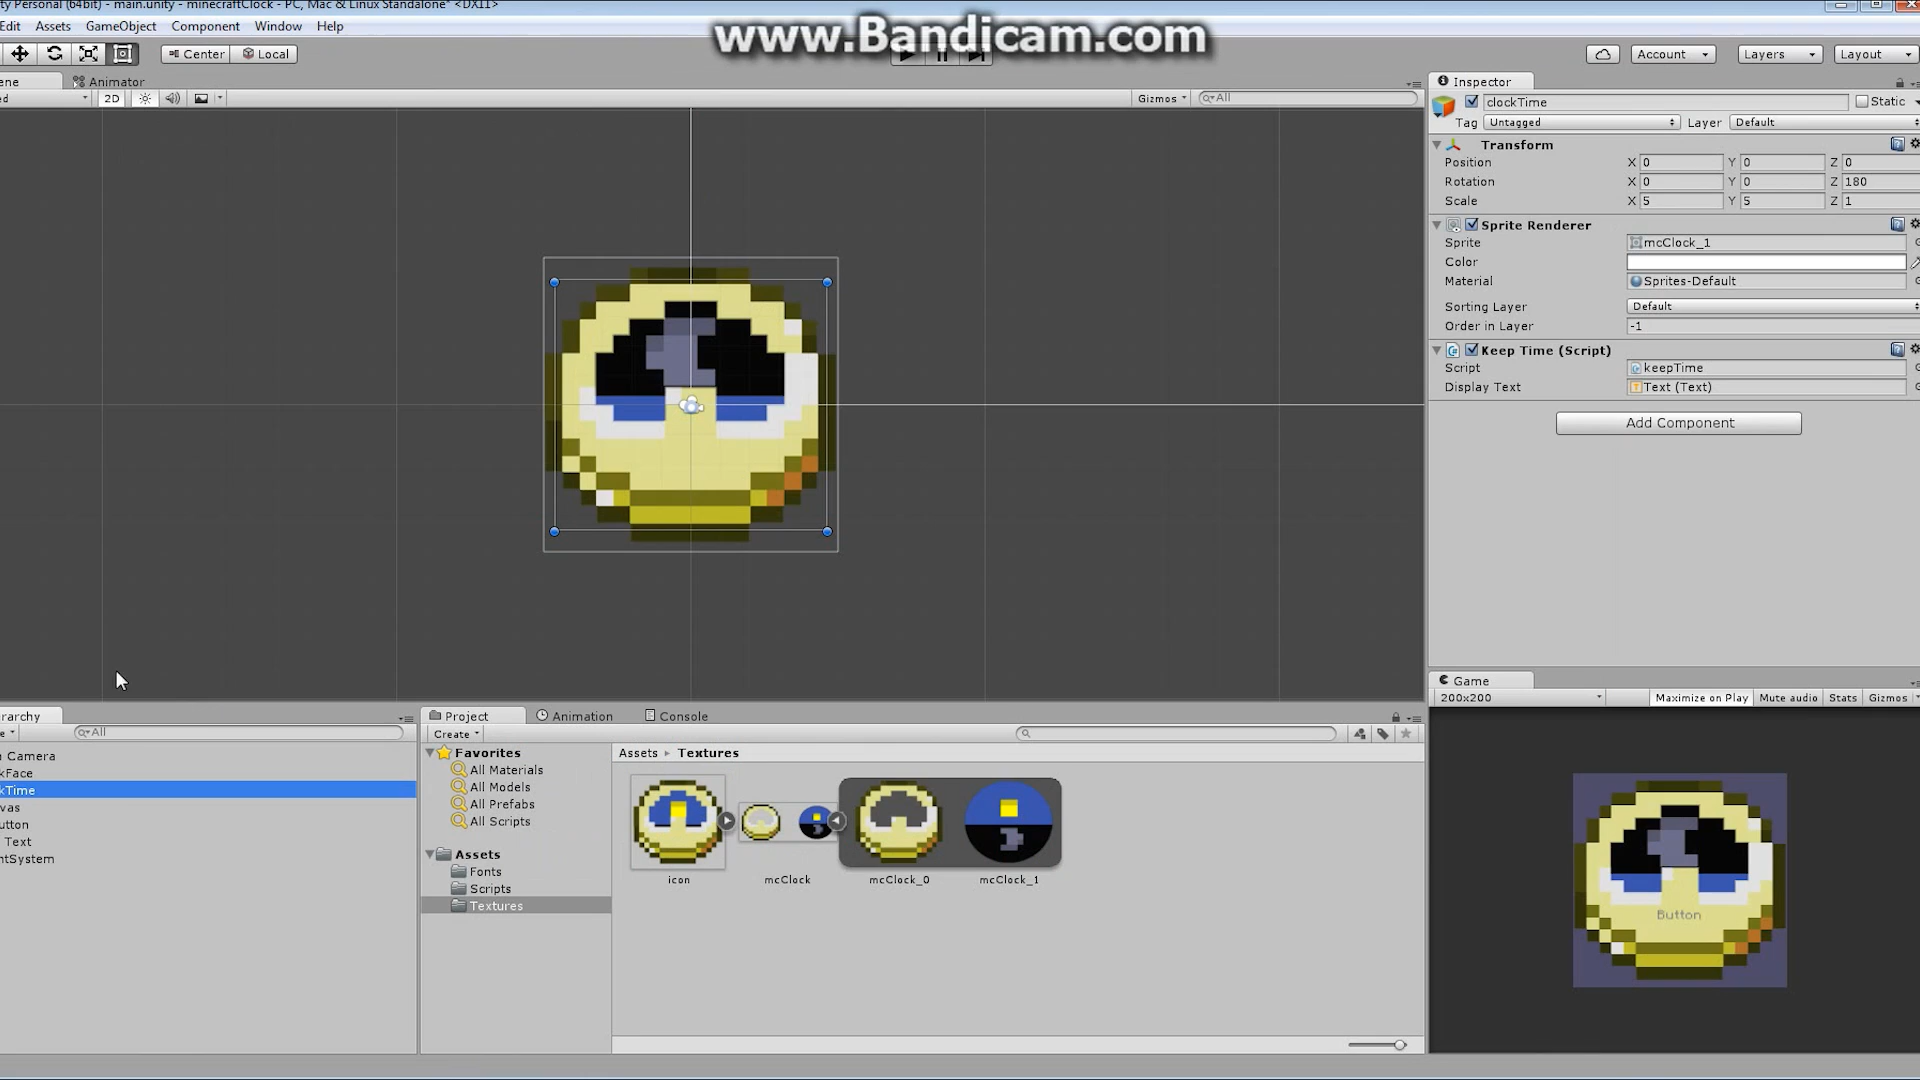 ty Personal (64bit) - main.unity - minecraftClock - PC, Mac & Linux Standalone* <DX11>
www.Bandicam.com
Edit Assets GameObject Component Window Help
Center Local Account Layers Layout
ene Animator
ed 2D Gizmos All
Inspector
clockTime Static
Tag Untagged Layer Default
Transform
Position X 0 Y 0 Z 0
Rotation X 0 Y 0 Z 180
Scale X 5 Y 5 Z 1
Sprite Renderer
Sprite mcClock_1
Color
Material Sprites-Default
Sorting Layer Default
Order in Layer -1
Keep Time (Script)
Script keepTime
Display Text Text (Text)
Add Component
Game
200x200 Maximize on Play Mute audio Stats Gizmos
Button
rarchy
e All
n Camera
kFace
kTime
vas
utton
Text
ntSystem
Project Animation Console
Create
Favorites
All Materials
All Models
All Prefabs
All Scripts
Assets
Fonts
Scripts
Textures
Assets Textures
icon mcClock mcClock_0 mcClock_1